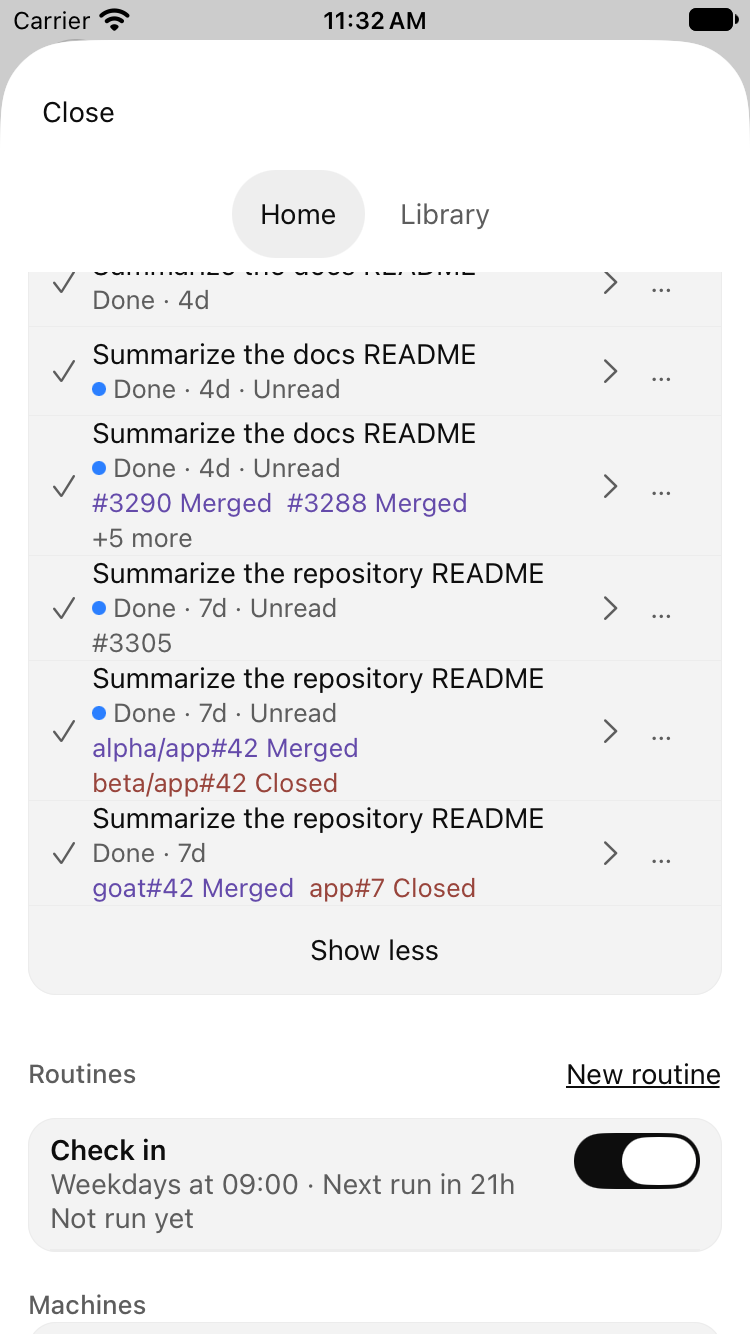 Carrier
11:32 AM
Close
Home
Library
Summarize the docs README
Done · 4d
...
Summarize the docs README
Done · 4d · Unread
...
Summarize the docs README
Done · 4d · Unread
#3290 Merged #3288 Merged
+5 more
...
Summarize the repository README
Done · 7d · Unread
#3305
...
Summarize the repository README
Done · 7d · Unread
alpha/app#42 Merged
beta/app#42 Closed
...
Summarize the repository README
Done · 7d
goat#42 Merged app#7 Closed
...
Show less
Routines
New routine
Check in
Weekdays at 09:00 · Next run in 21h
Not run yet
Machines